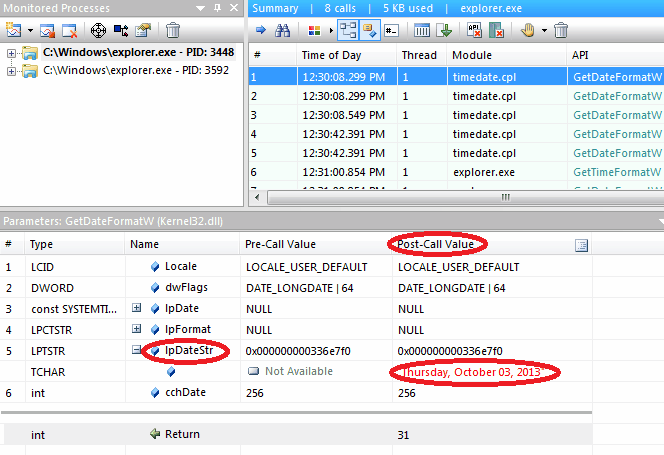 Monitored Processes
C:\Windows\explorer.exe - PID: 3448
C:\Windows\explorer.exe - PID: 3592
Summary | 8 calls | 5 KB used | explorer.exe
# Time of Day Thread Module API
1 12:30:08.299 PM 1 timedate.cpl GetDateFormatW
2 12:30:08.299 PM 1 timedate.cpl GetDateFormatW
3 12:30:08.549 PM 1 timedate.cpl GetDateFormatW
4 12:30:42.391 PM 1 timedate.cpl GetDateFormatW
5 12:30:42.391 PM 1 timedate.cpl GetDateFormatW
6 12:31:00.854 PM 1 explorer.exe GetTimeFormatW
Parameters: GetDateFormatW (Kernel32.dll)
# Type Name Pre-Call Value Post-Call Value
1 LCID Locale LOCALE_USER_DEFAULT LOCALE_USER_DEFAULT
2 DWORD dwFlags DATE_LONGDATE | 64 DATE_LONGDATE | 64
3 const SYSTEMTI... lpDate NULL NULL
4 LPCTSTR lpFormat NULL NULL
5 LPTSTR lpDateStr 0x000000000336e7f0 0x000000000336e7f0
TCHAR Not Available "Thursday, October 03, 2013"
6 int cchDate 256 256
int Return 31